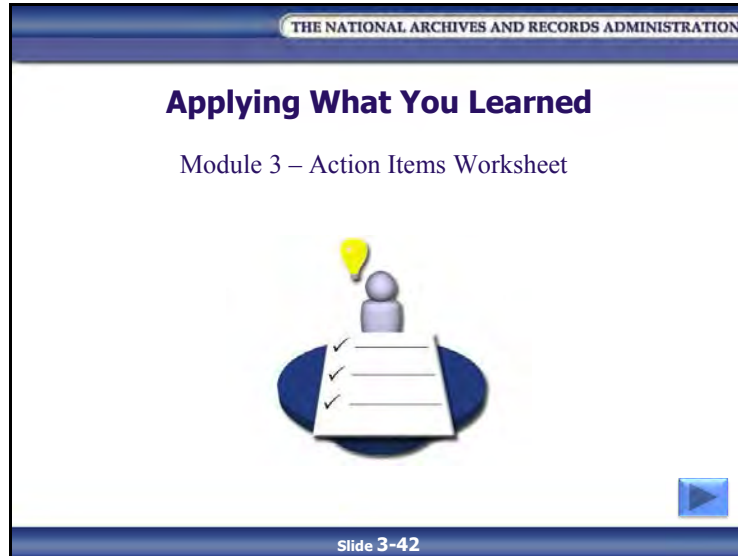 THE NATIONAL ARCHIVES AND RECORDS ADMINISTRATION
Applying What You Learned
Module 3 – Action Items Worksheet
Slide 3-42